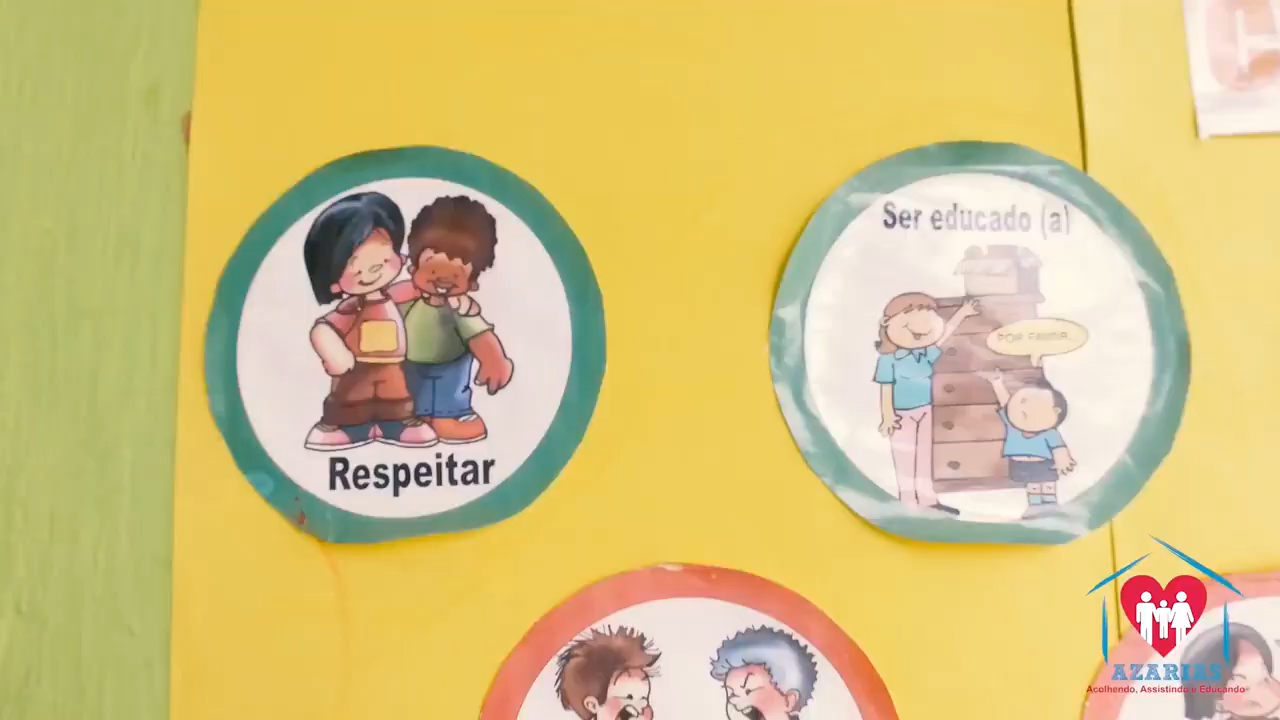 Ser educado (a)
POR FAVOR
Respeitar
H
AZARIAS
Acolhendo, Assistindo e Educando